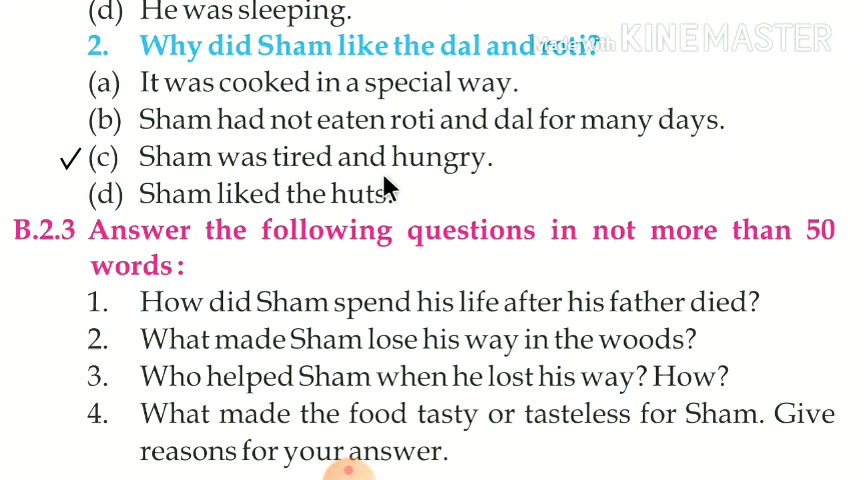 (d) He was sleeping.
2. Why did Sham like the dal and roti?
Made with KINEMASTER
(a) It was cooked in a special way.
(b) Sham had not eaten roti and dal for many days.
✓ (c) Sham was tired and hungry.
(d) Sham liked the huts.
B.2.3 Answer the following questions in not more than 50
words:
1. How did Sham spend his life after his father died?
2. What made Sham lose his way in the woods?
3. Who helped Sham when he lost his way? How?
4. What made the food tasty or tasteless for Sham. Give
reasons for your answer.